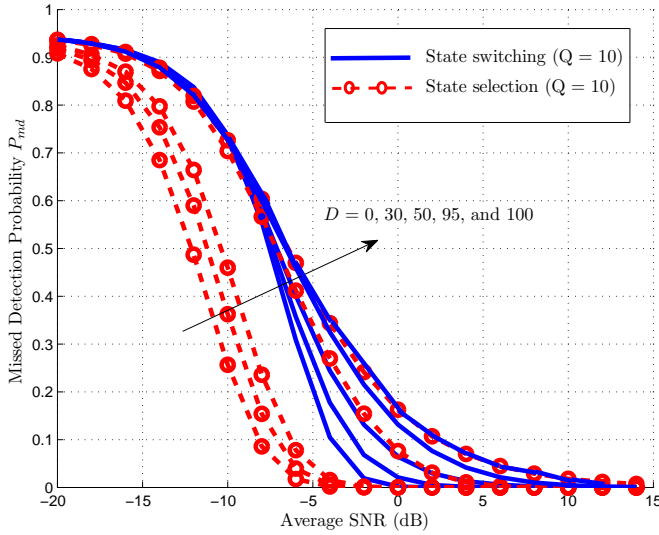 State switching (Q = 10)
State selection (Q = 10)
D = 0, 30, 50, 95, and 100
Missed Detection Probability P_md
1
0.9
0.8
0.7
0.6
0.5
0.4
0.3
0.2
0.1
0
−20 −15 −10 −5 0 5 10 15
Average SNR (dB)